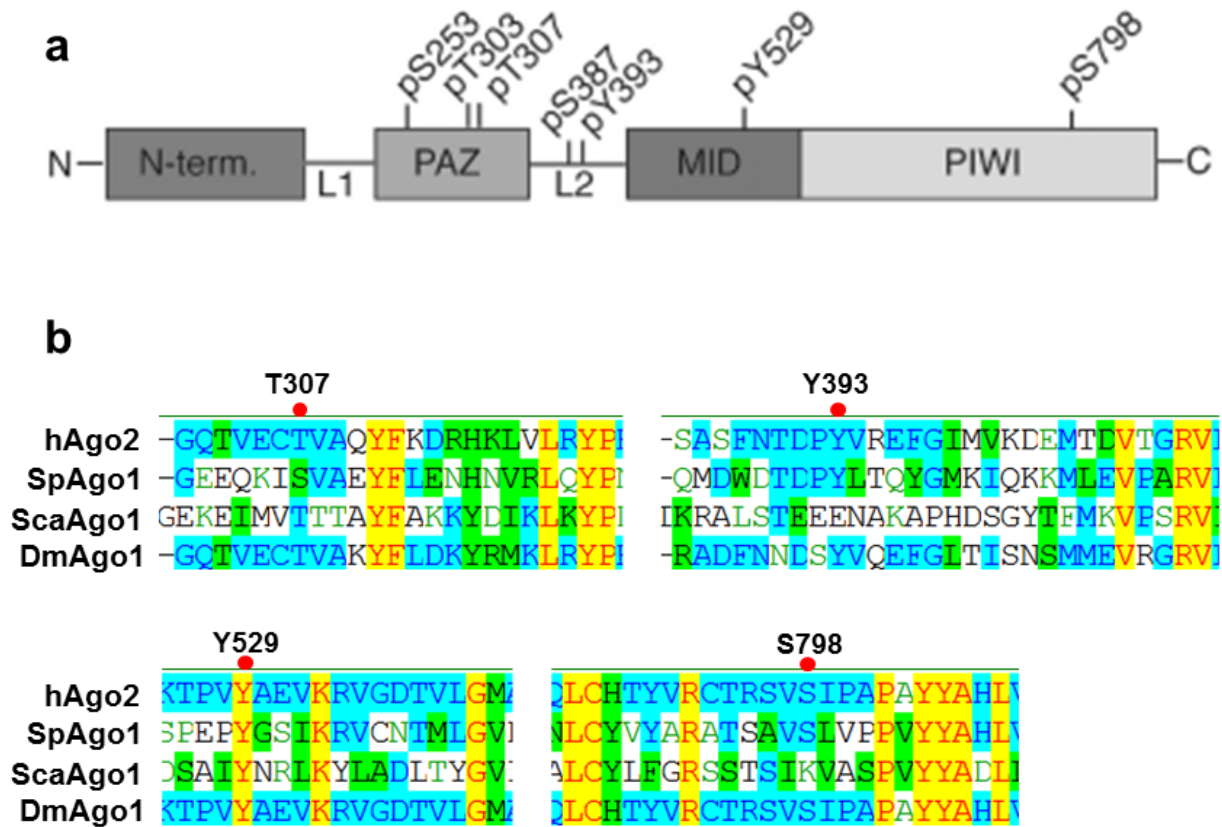 a
pS253
pT303
pT307
pS387
pY393
pY529
pS798
N
N-term.
L1
PAZ
L2
MID
PIWI
C
b
T307 Y393
hAgo2 -GQTVECTVAQYFKDRHKLVLRYP -SASFNTDPYVREFGIMVKDEMTDVTGRV
SpAgo1 -GEEQKISVAEYFLENHNVRLQYP -QMDWDTDPYLTQYGMKIQKKMLEVPARV
ScaAgo1 GEKEIMVTTTAYFAKKYDIKLKYP IKRALSTEEENAKAPHDSGYTFMKVPSRV
DmAgo1 -GQTVECTVAKYFLDKYRMKLRYP -RADFNNDSYVQEFGLTISNSMMEVRGRV
Y529 S798
hAgo2 KTPVYAEVKRVGDTVLGM QLCHTYVRCTRSVSIPAPAYYAHL
SpAgo1 SPEPYGSIKRVCNTMLGV NLCYVYARATSAVSLVPPVYYAHL
ScaAgo1 DSAIYNRLKYLADLTYGV ALCYLFGRSSTSIKVASPVYYADL
DmAgo1 KTPVYAEVKRVGDTVLGM QLCHTYVRCTRSVSIPAPAYYAHL